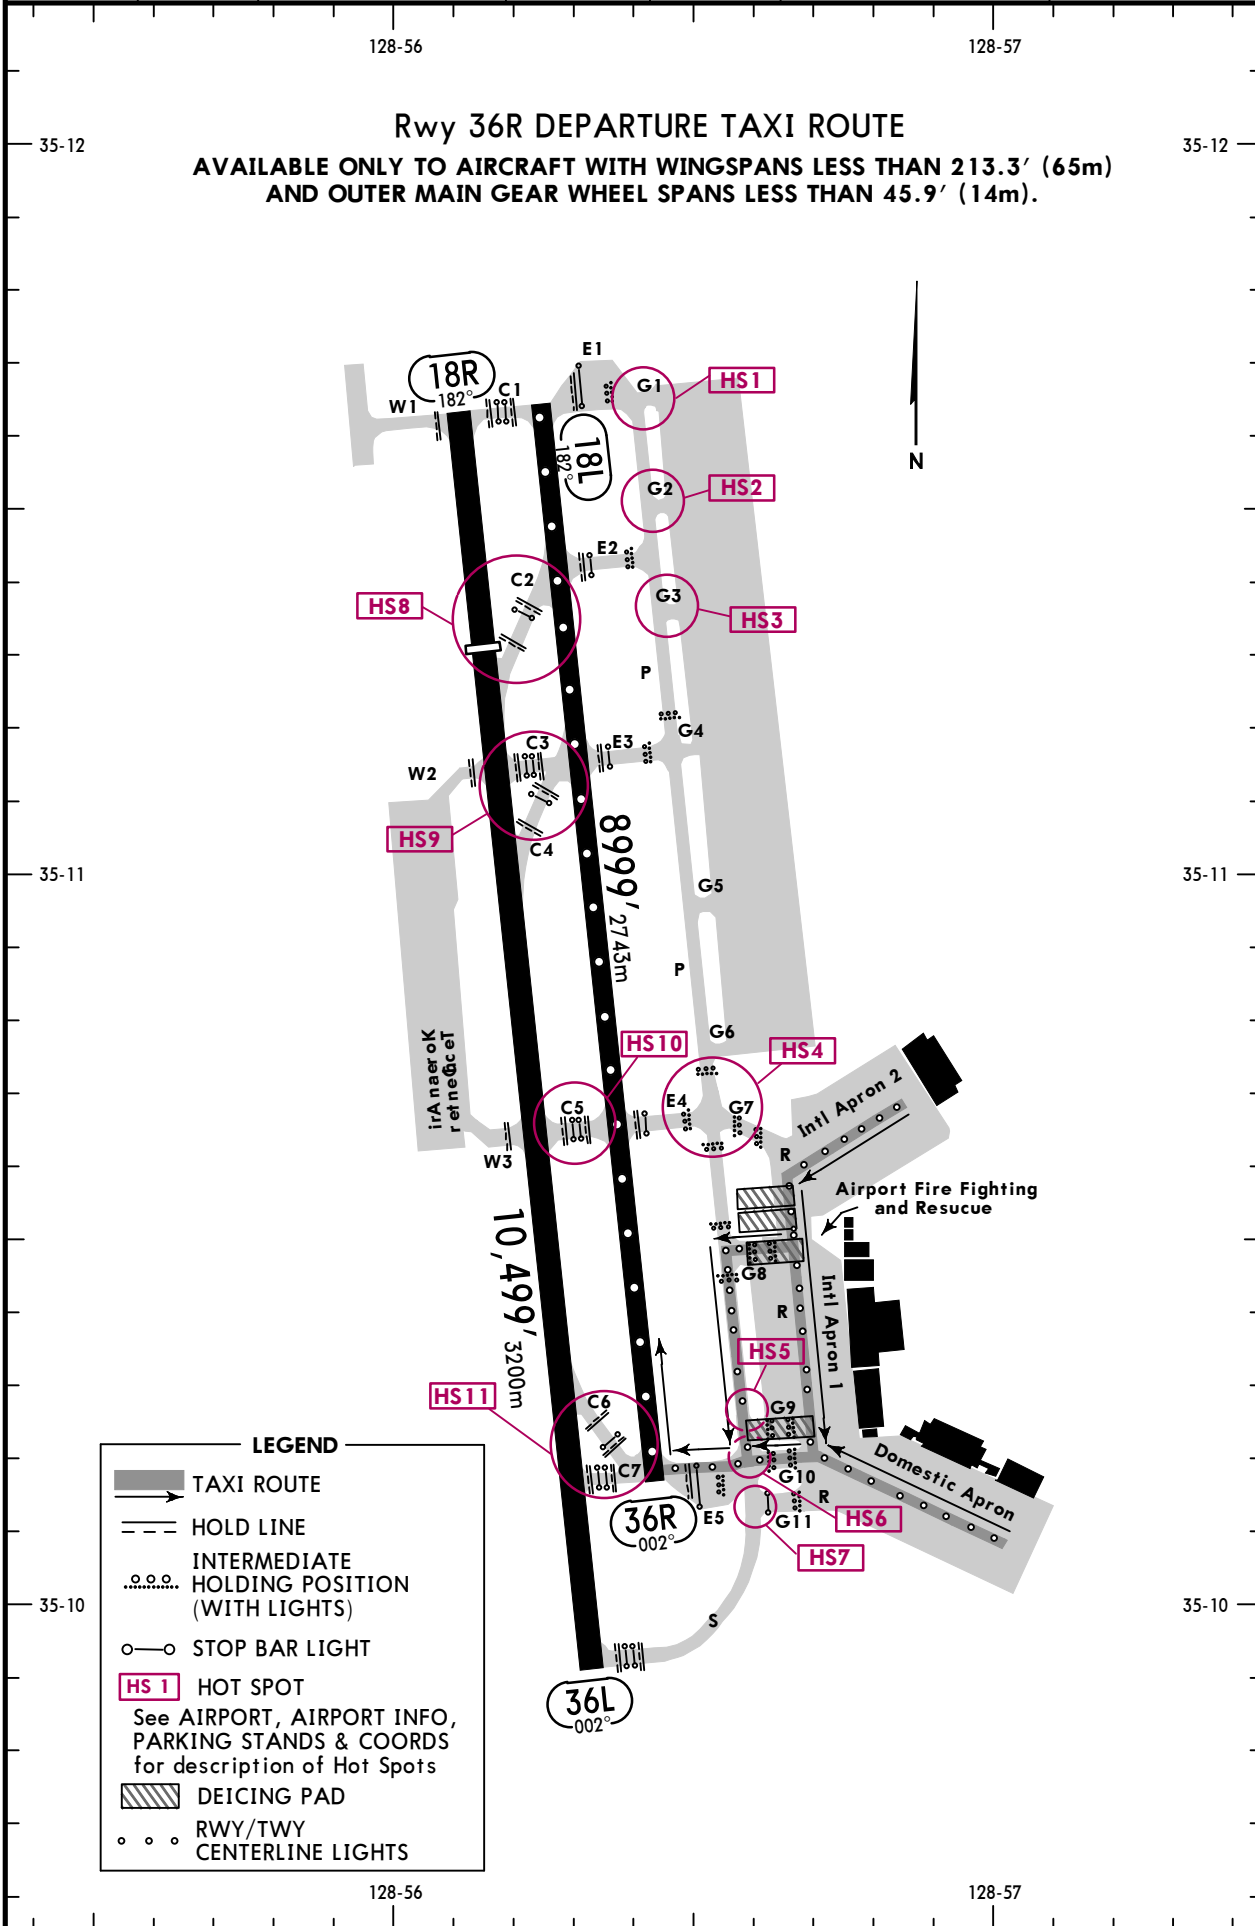 128-56
128-57
35-12
35-12
Rwy 36R DEPARTURE TAXI ROUTE
AVAILABLE ONLY TO AIRCRAFT WITH WINGSPANS LESS THAN 213.3′ (65m)
AND OUTER MAIN GEAR WHEEL SPANS LESS THAN 45.9′ (14m).
N
E1
18R
182°
C1
W1
G1
HS1
18L
182°
G2
HS2
E2
C2
HS8
G3
HS3
P
G4
C3
E3
W2
HS9
C4
8999′
2743m
35-11
35-11
G5
P
G6
HS10
HS4
irAnaeroK
retneCceT
C5
E4
G7
W3
Intl Apron 2
R
Airport Fire Fighting
and Resucue
10,499′
3200m
G8
Intl Apron 1
R
HS5
HS11
C6
G9
C7
G10
Domestic Apron
R
36R
002°
E5
G11
HS6
HS7
S
36L
002°
35-10
35-10
LEGEND
TAXI ROUTE
HOLD LINE
INTERMEDIATE
HOLDING POSITION
(WITH LIGHTS)
STOP BAR LIGHT
HS 1 HOT SPOT
See AIRPORT, AIRPORT INFO,
PARKING STANDS & COORDS
for description of Hot Spots
DEICING PAD
RWY/TWY
CENTERLINE LIGHTS
128-56
128-57